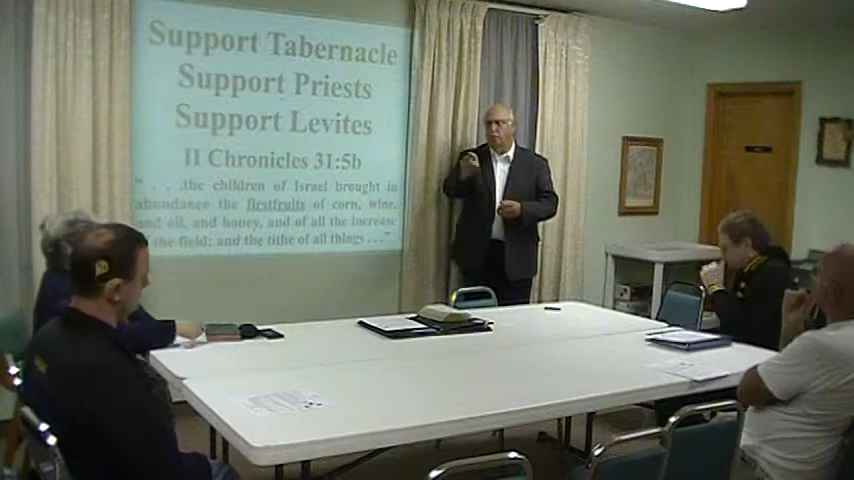 Support Tabernacle
Support Priests
Support Levites
II Chronicles 31:5b
" . . . .the children of Israel brought in
abundance the firstfruits of corn, wine,
and oil, and honey, and of all the increase
the field; and the tithe of all things . . ."